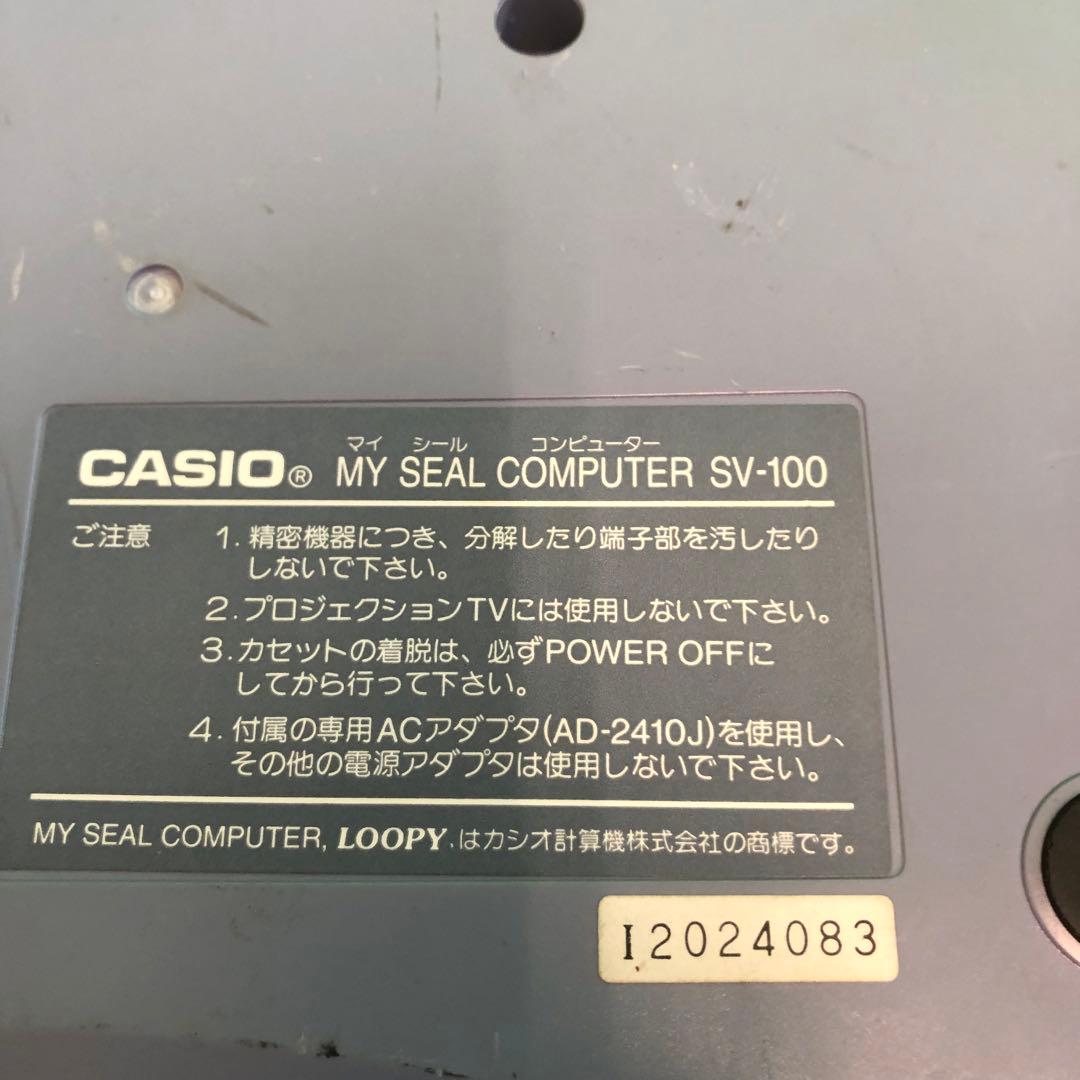 マイ シール コンピューター
CASIO® MY SEAL COMPUTER SV-100
ご注意 1. 精密機器につき、分解したり端子部を汚したり
しないで下さい。
2. プロジェクションTVには使用しないで下さい。
3. カセットの着脱は、必ずPOWER OFFに
してから行って下さい。
4. 付属の専用ACアダプタ(AD-2410J)を使用し、
その他の電源アダプタは使用しないで下さい。
MY SEAL COMPUTER, LOOPY.はカシオ計算機株式会社の商標です。
I2024083